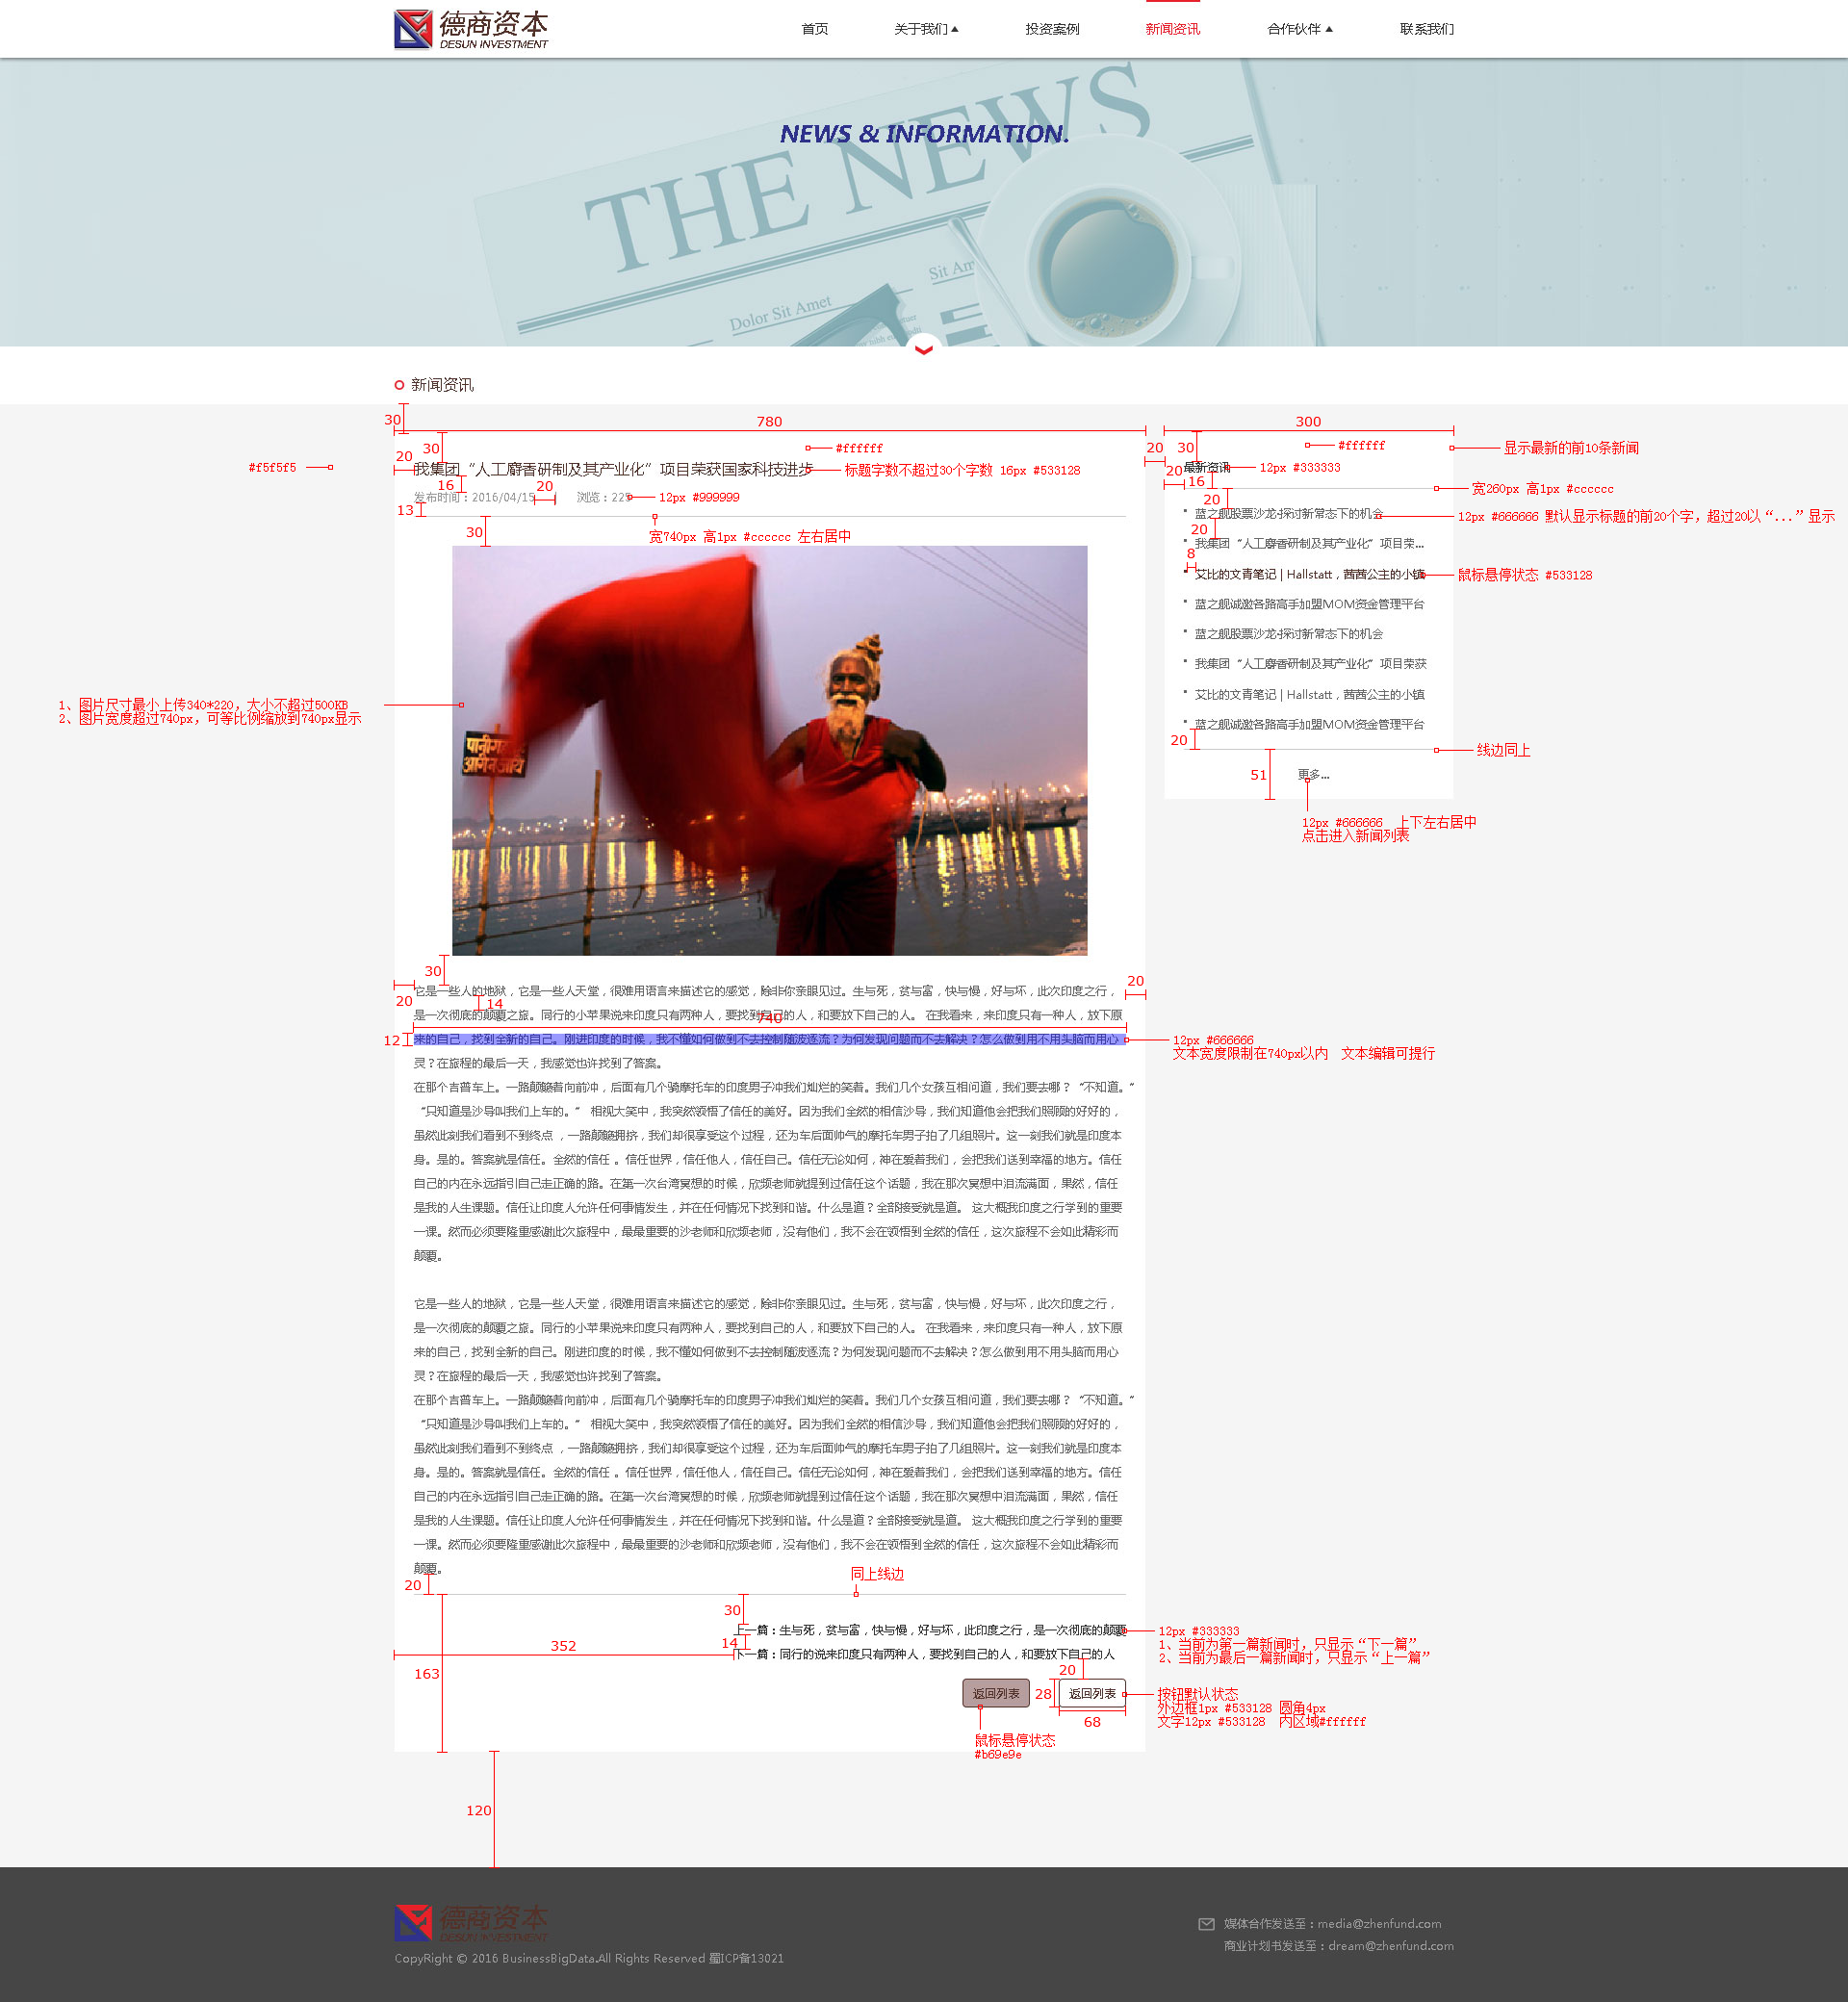 德商资本
DESUN INVESTMENT
首页 关于我们▲ 投资案例 新闻资讯 合作伙伴▲ 联系我们
NEWS & INFORMATION.
THE NEWS
Sit Amet
Sit Am
Dolor Sit Amet
新闻资讯
30
780
300
#f5f5f5
20
30
#ffffff
我集团“人工麝香研制及其产业化”项目荣获国家科技进步
标题字数不超过30个字数 16px #533128
16
发布时间：2016/04/15
20
浏览：225
12px #999999
13
30
宽740px 高1px #cccccc 左右居中
20
30
#ffffff
显示最新的前10条新闻
20
最新资讯
12px #333333
16
宽260px 高1px #cccccc
20
蓝之舰股票沙龙-探讨新常态下的机会
12px #666666 默认显示标题的前20个字，超过20以“...”显示
20
我集团“人工麝香研制及其产业化”项目荣...
8
艾比的文青笔记 | Hallstatt，茜茜公主的小镇
鼠标悬停状态 #533128
蓝之舰诚邀各路高手加盟MOM资金管理平台
蓝之舰股票沙龙-探讨新常态下的机会
我集团“人工麝香研制及其产业化”项目荣获
艾比的文青笔记 | Hallstatt，茜茜公主的小镇
蓝之舰诚邀各路高手加盟MOM资金管理平台
20
线边同上
51
更多...
12px #666666 上下左右居中
点击进入新闻列表
1、图片尺寸最小上传340*220，大小不超过500KB
2、图片宽度超过740px，可等比例缩放到740px显示
30
20
20
它是一些人的地狱，它是一些人天堂，很难用语言来描述它的感觉，除非你亲眼见过。生与死，贫与富，快与慢，好与坏，此次印度之行，
14
是一次彻底的颠覆之旅。同行的小苹果说来印度只有两种人，要找到自己的人，和要放下自己的人。 在我看来，来印度只有一种人，放下原
740
12
来的自己，找到全新的自己。刚进印度的时候，我不懂如何做到不去控制随波逐流？为何发现问题而不去解决？怎么做到用不用头脑而用心
12px #666666
文本宽度限制在740px以内 文本编辑可提行
灵？在旅程的最后一天，我感觉也许找到了答案。
在那个吉普车上。一路颠簸着向前冲，后面有几个骑摩托车的印度男子冲我们灿烂的笑着。我们几个女孩互相问道，我们要去哪？“不知道。”
“只知道是沙导叫我们上车的。” 相视大笑中，我突然领悟了信任的美好。因为我们全然的相信沙导，我们知道他会把我们照顾的好好的，
虽然此刻我们看到不到终点 ，一路颠簸拥挤，我们却很享受这个过程，还为车后面帅气的摩托车男子拍了几组照片。这一刻我们就是印度本
身。是的。答案就是信任。全然的信任 。信任世界，信任他人，信任自己。信任无论如何，神在爱着我们，会把我们送到幸福的地方。信任
自己的内在永远指引自己走正确的路。在第一次台湾冥想的时候，欣频老师就提到过信任这个话题，我在那次冥想中泪流满面，果然，信任
是我的人生课题。信任让印度人允许任何事情发生，并在任何情况下找到和谐。什么是道？全部接受就是道。 这大概我印度之行学到的重要
一课。然而必须要隆重感谢此次旅程中，最最重要的沙老师和欣频老师，没有他们，我不会在领悟到全然的信任，这次旅程不会如此精彩而
颠覆。
它是一些人的地狱，它是一些人天堂，很难用语言来描述它的感觉，除非你亲眼见过。生与死，贫与富，快与慢，好与坏，此次印度之行，
是一次彻底的颠覆之旅。同行的小苹果说来印度只有两种人，要找到自己的人，和要放下自己的人。 在我看来，来印度只有一种人，放下原
来的自己，找到全新的自己。刚进印度的时候，我不懂如何做到不去控制随波逐流？为何发现问题而不去解决？怎么做到用不用头脑而用心
灵？在旅程的最后一天，我感觉也许找到了答案。
在那个吉普车上。一路颠簸着向前冲，后面有几个骑摩托车的印度男子冲我们灿烂的笑着。我们几个女孩互相问道，我们要去哪？“不知道。”
“只知道是沙导叫我们上车的。” 相视大笑中，我突然领悟了信任的美好。因为我们全然的相信沙导，我们知道他会把我们照顾的好好的，
虽然此刻我们看到不到终点 ，一路颠簸拥挤，我们却很享受这个过程，还为车后面帅气的摩托车男子拍了几组照片。这一刻我们就是印度本
身。是的。答案就是信任。全然的信任 。信任世界，信任他人，信任自己。信任无论如何，神在爱着我们，会把我们送到幸福的地方。信任
自己的内在永远指引自己走正确的路。在第一次台湾冥想的时候，欣频老师就提到过信任这个话题，我在那次冥想中泪流满面，果然，信任
是我的人生课题。信任让印度人允许任何事情发生，并在任何情况下找到和谐。什么是道？全部接受就是道。 这大概我印度之行学到的重要
一课。然而必须要隆重感谢此次旅程中，最最重要的沙老师和欣频老师，没有他们，我不会在领悟到全然的信任，这次旅程不会如此精彩而
颠覆。
20
同上线边
30
上一篇：生与死，贫与富，快与慢，好与坏，此印度之行，是一次彻底的颠覆
12px #333333
14
1、当前为第一篇新闻时，只显示“下一篇”
352
下一篇：同行的说来印度只有两种人，要找到自己的人，和要放下自己的人
2、当前为最后一篇新闻时，只显示“上一篇”
163
20
返回列表
28
返回列表
按钮默认状态
外边框1px #533128 圆角4px
68
文字12px #533128 内区域#ffffff
鼠标悬停状态
#b69e9e
120
德商资本
DESUN INVESTMENT
媒体合作发送至：media@zhenfund.com
商业计划书发送至：dream@zhenfund.com
CopyRight © 2016 BusinessBigData.All Rights Reserved 蜀ICP备13021